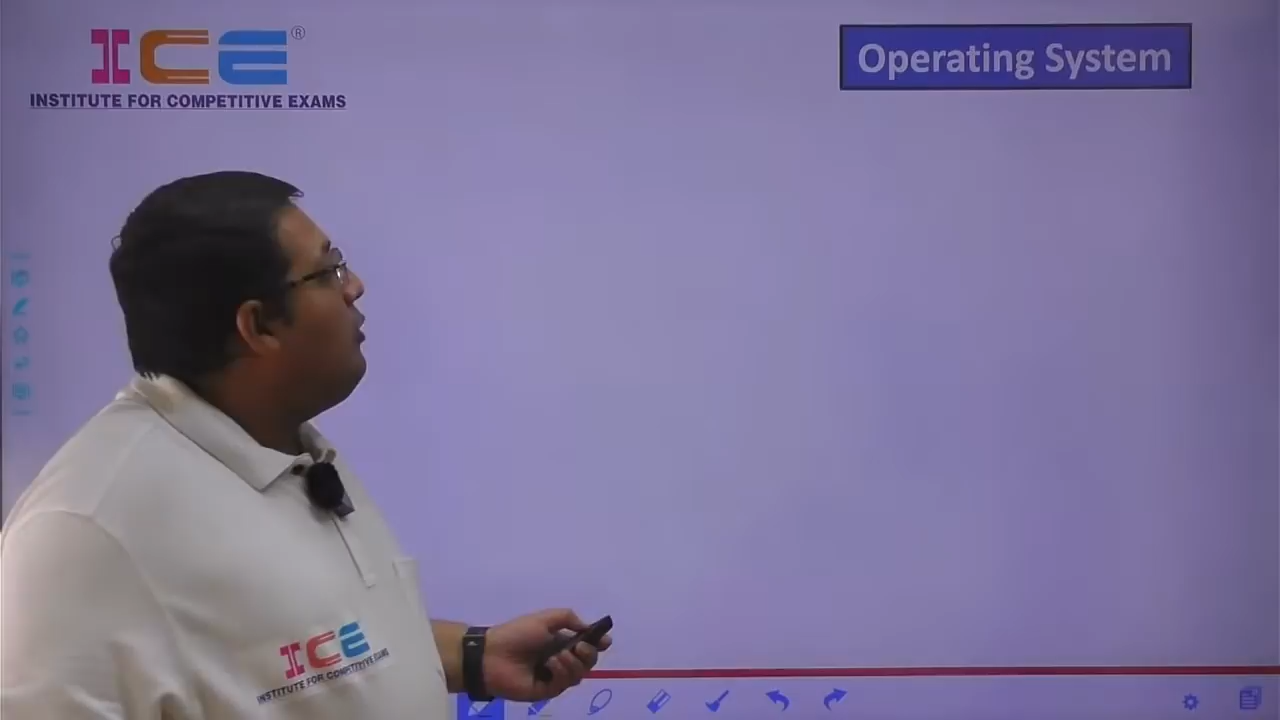 ICE®
INSTITUTE FOR COMPETITIVE EXAMS
Operating System
ICE
INSTITUTE FOR COMPETITIVE EXAMS